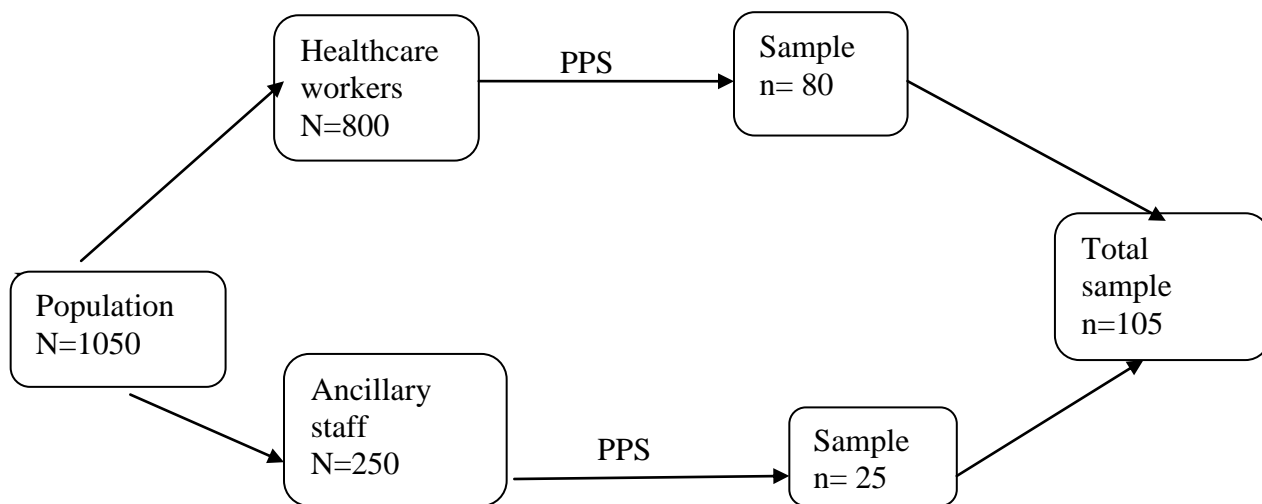 Healthcare
workers
N=800
PPS
Sample
n= 80
Population
N=1050
Total
sample
n=105
Ancillary
staff
N=250
PPS
Sample
n= 25